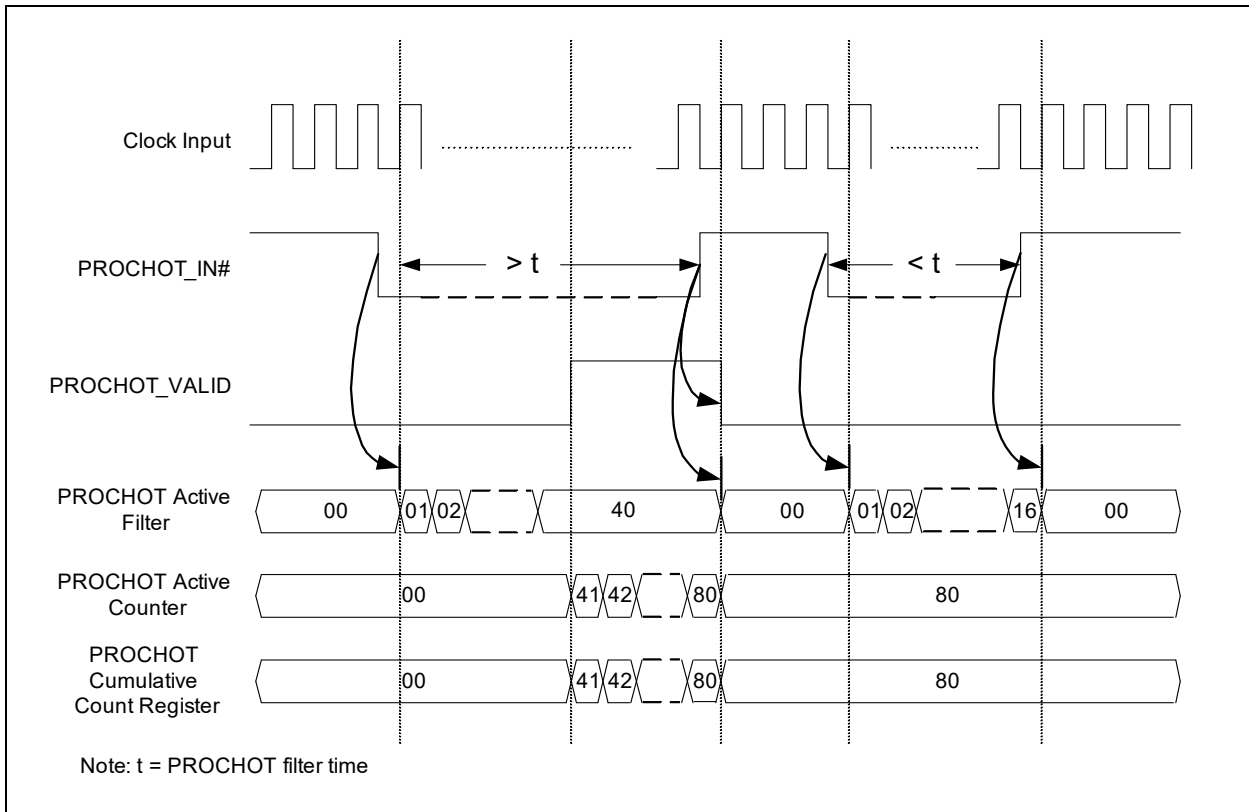 Clock Input
PROCHOT_IN#
> t
< t
PROCHOT_VALID
PROCHOT Active
Filter
00
01
02
40
00
01
02
16
00
PROCHOT Active
Counter
00
41
42
80
80
PROCHOT
Cumulative
Count Register
00
41
42
80
80
Note: t = PROCHOT filter time